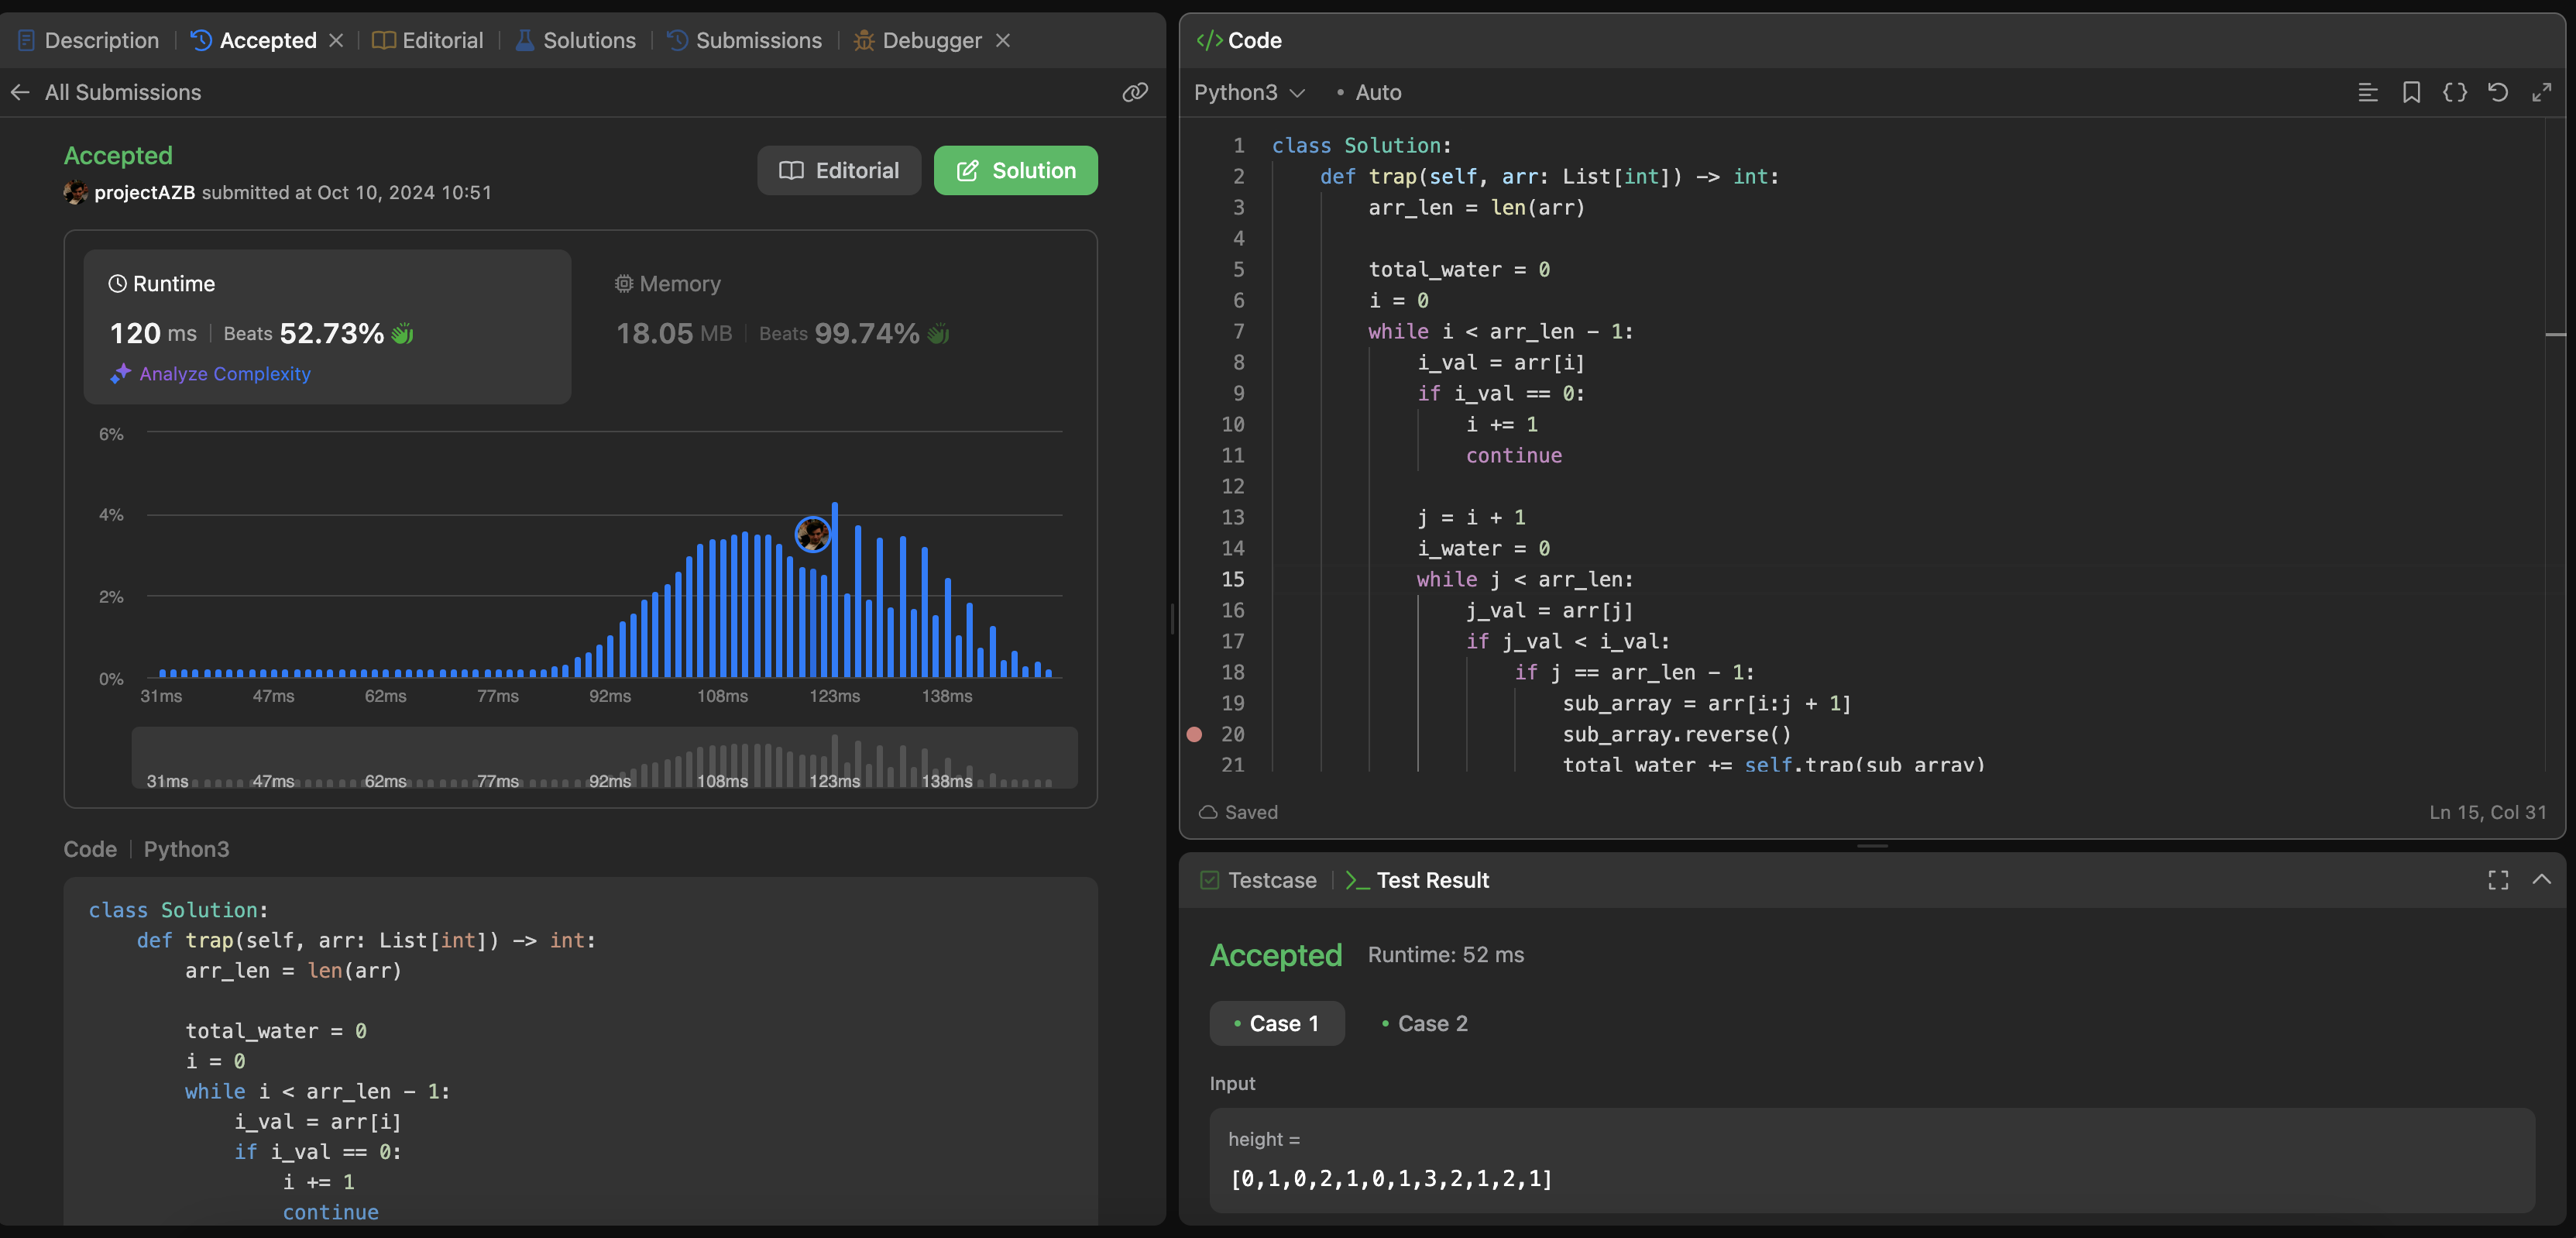 Description | Accepted | Editorial | Solutions | Submissions | Debugger
All Submissions
Accepted
projectAZB submitted at Oct 10, 2024 10:51
Editorial
Solution
Runtime
120 ms | Beats 52.73%
Analyze Complexity
Memory
18.05 MB | Beats 99.74%
6%
4%
2%
0%
31ms 47ms 62ms 77ms 92ms 108ms 123ms 138ms
31ms 47ms 62ms 77ms 92ms 108ms 123ms 138ms
Code | Python3
class Solution:
    def trap(self, arr: List[int]) -> int:
        arr_len = len(arr)
        total_water = 0
        i = 0
        while i < arr_len - 1:
            i_val = arr[i]
            if i_val == 0:
                i += 1
                continue
</> Code
Python3 • Auto
1 class Solution:
2     def trap(self, arr: List[int]) -> int:
3         arr_len = len(arr)
4
5         total_water = 0
6         i = 0
7         while i < arr_len - 1:
8             i_val = arr[i]
9             if i_val == 0:
10                 i += 1
11                 continue
12
13             j = i + 1
14             i_water = 0
15             while j < arr_len:
16                 j_val = arr[j]
17                 if j_val < i_val:
18                     if j == arr_len - 1:
19                         sub_array = arr[i:j + 1]
20                         sub_array.reverse()
21                         total_water += self.trap(sub_array)
Saved
Ln 15, Col 31
Testcase | >_ Test Result
Accepted Runtime: 52 ms
• Case 1 • Case 2
Input
height =
[0,1,0,2,1,0,1,3,2,1,2,1]